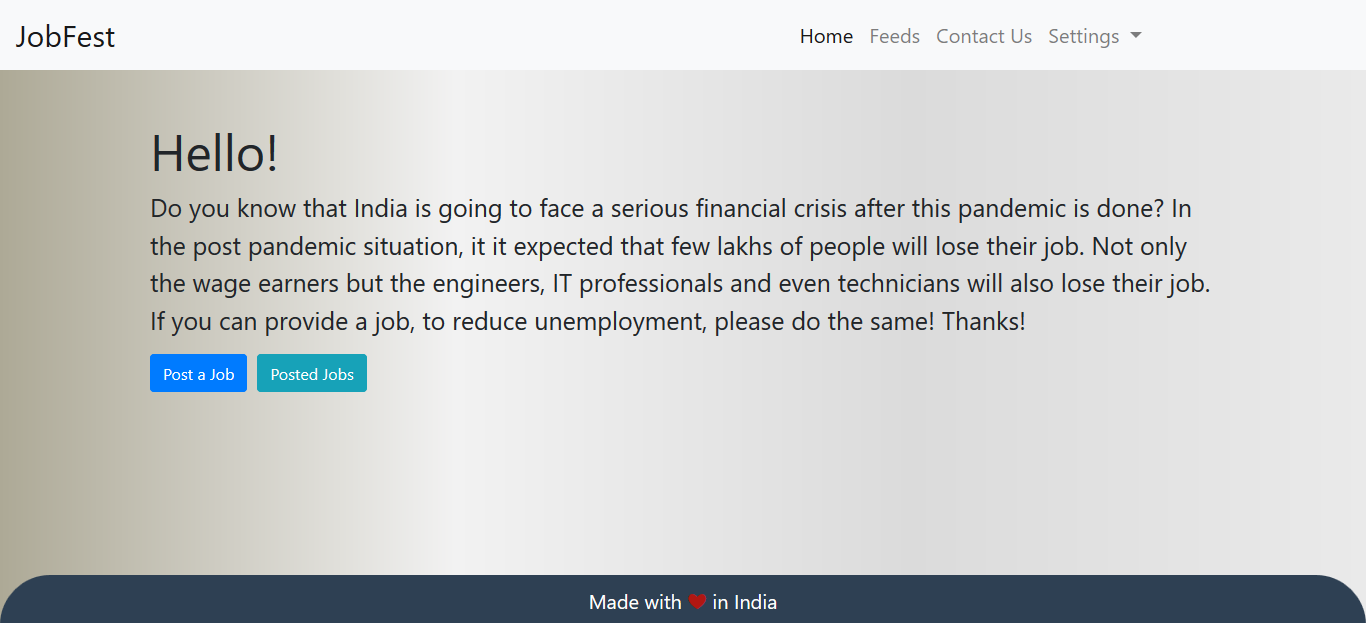 JobFest
Home Feeds Contact Us Settings
Hello!
Do you know that India is going to face a serious financial crisis after this pandemic is done? In
the post pandemic situation, it it expected that few lakhs of people will lose their job. Not only
the wage earners but the engineers, IT professionals and even technicians will also lose their job.
If you can provide a job, to reduce unemployment, please do the same! Thanks!
Post a Job Posted Jobs
Made with ❤ in India